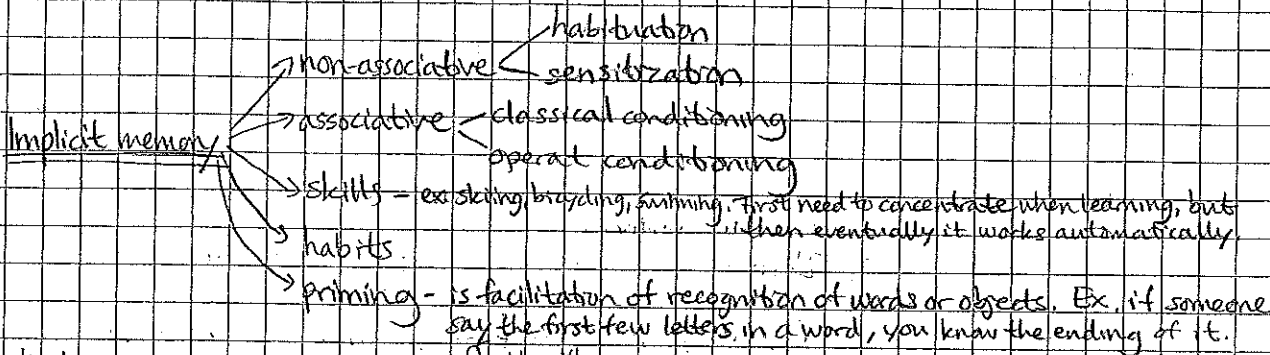 habituation
non-associative
sensitization
associative - classical conditioning
Implicit memory
operat conditioning
skills - ex skiing, bicycling, swimming. First need to concentrate when learning, but
then eventually it works automatically.
habits
priming - is facilitation of recognition of words or objects. Ex. if someone
say the first few letters in a word, you know the ending of it.